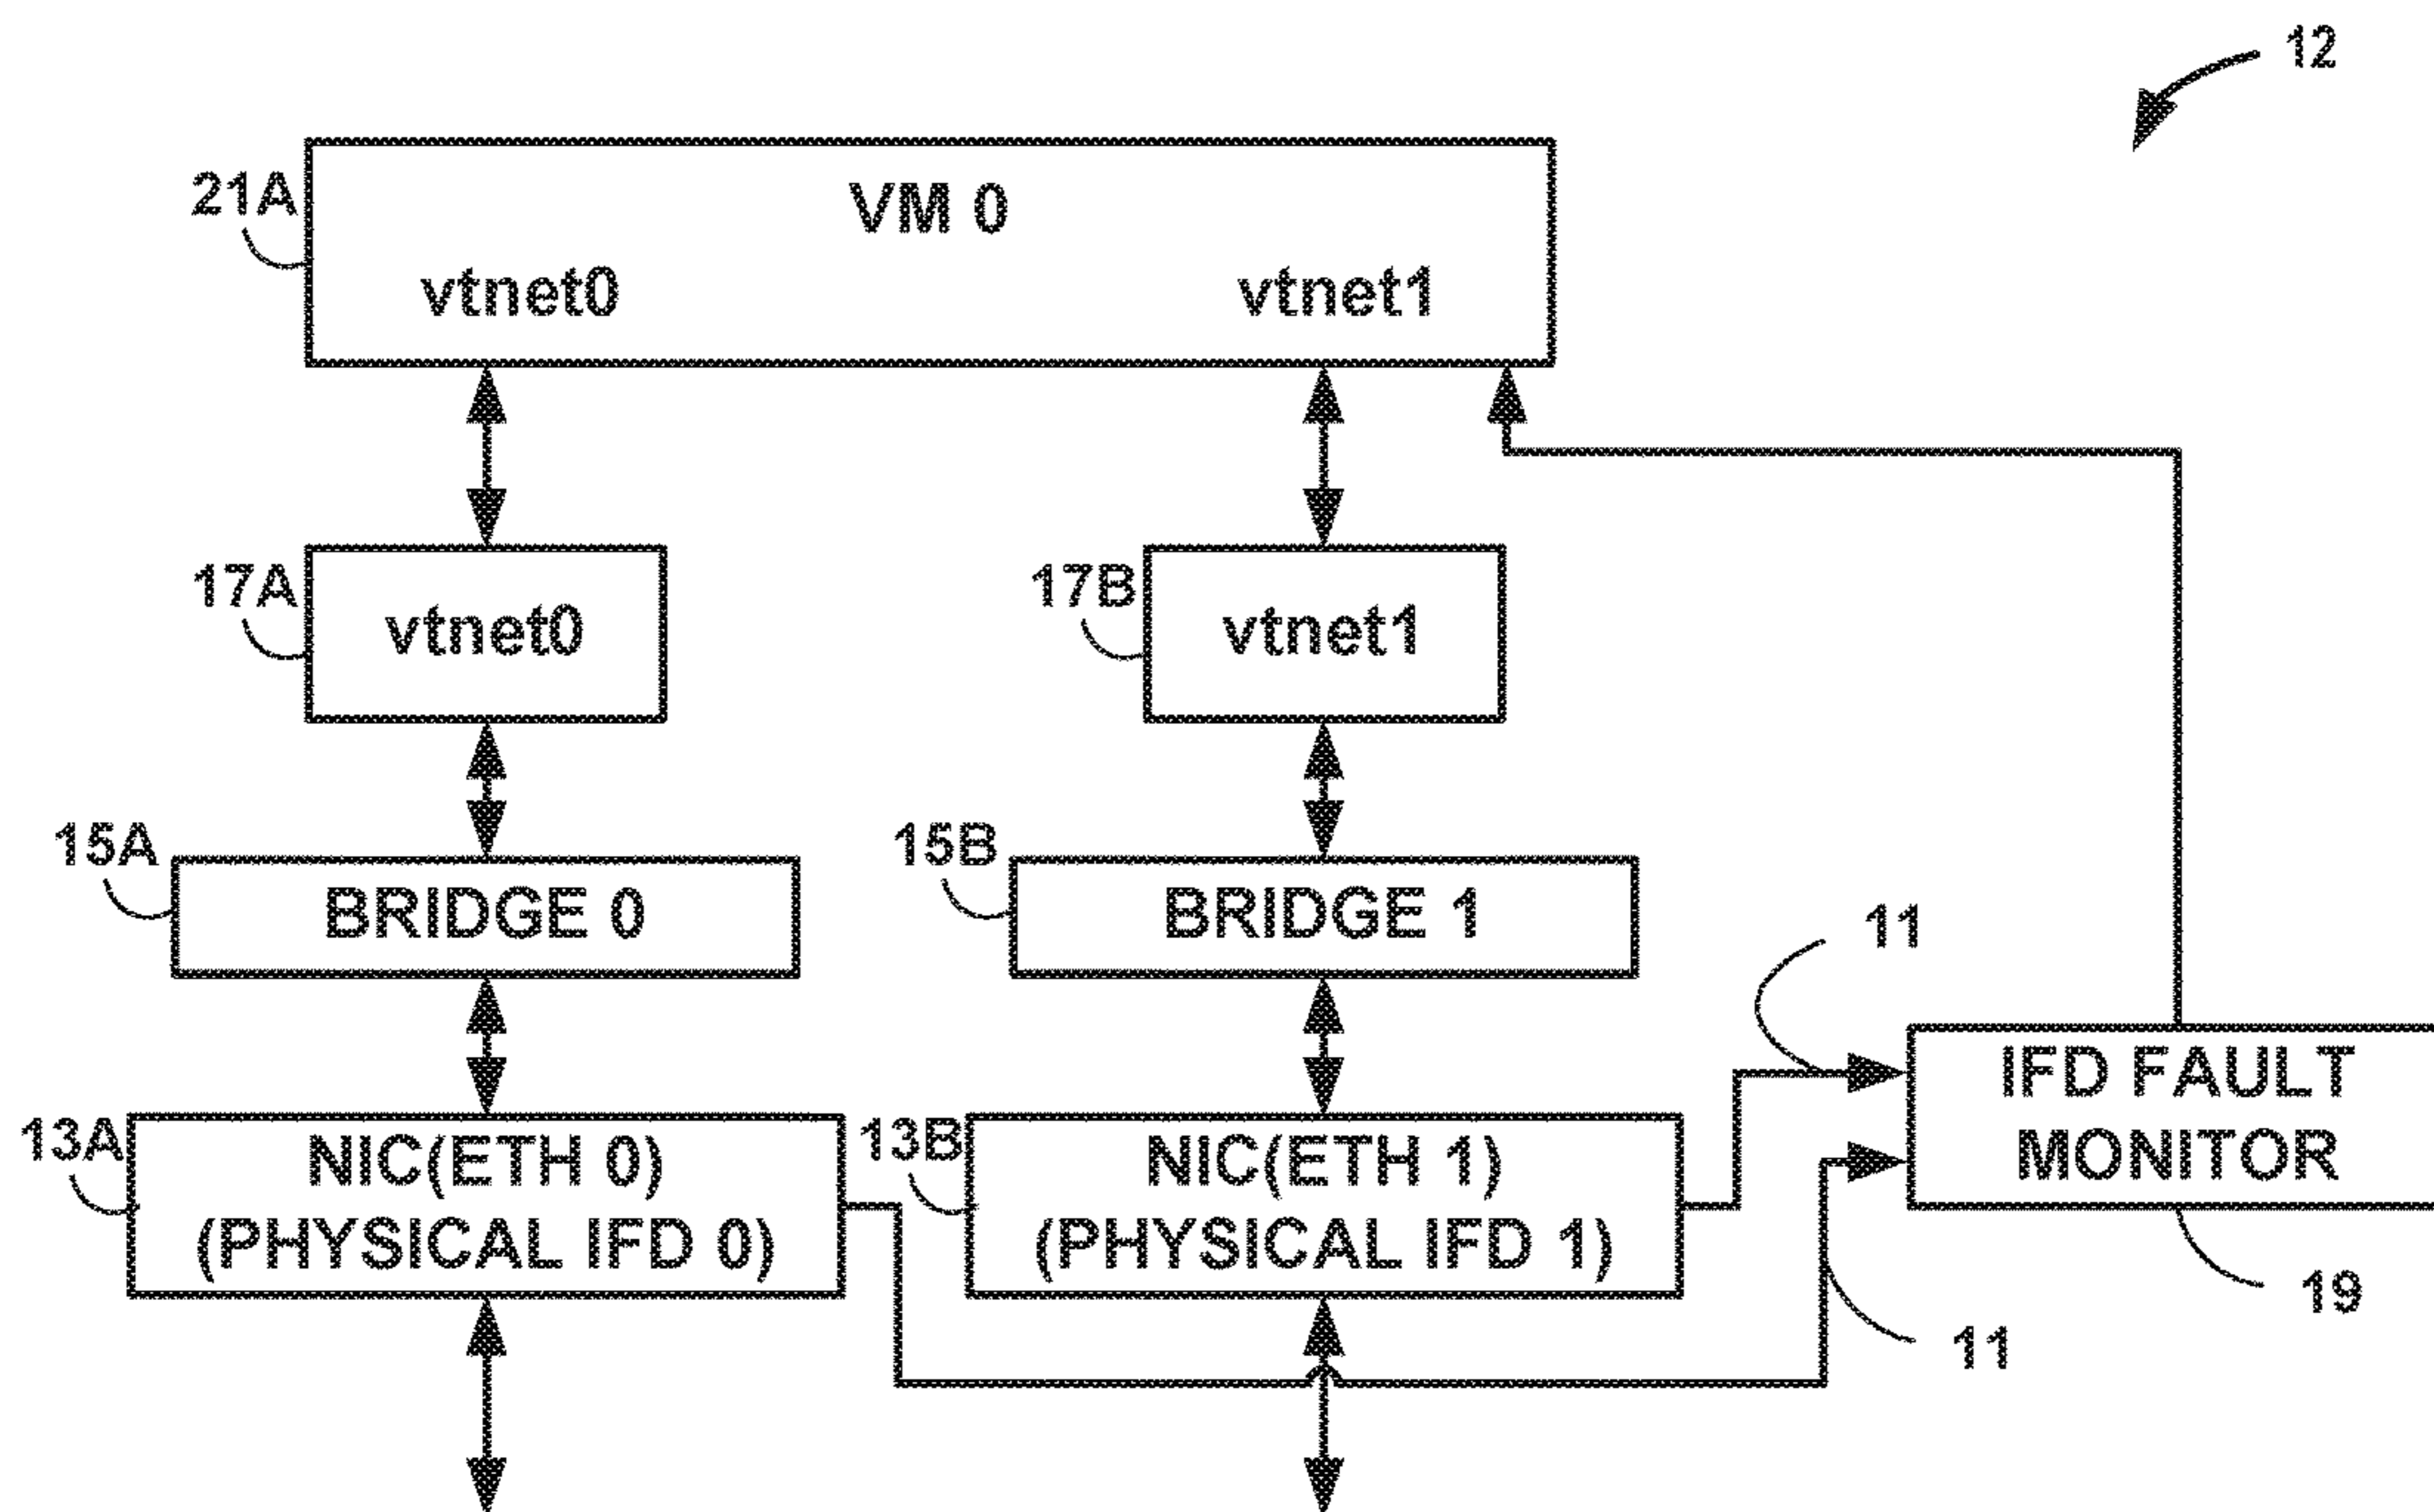 12
21A
VM 0
vtnet0
vtnet1
17A
vtnet0
17B
vtnet1
15A
BRIDGE 0
15B
BRIDGE 1
11
13A
NIC(ETH 0)
(PHYSICAL IFD 0)
13B
NIC(ETH 1)
(PHYSICAL IFD 1)
IFD FAULT
MONITOR
19
11